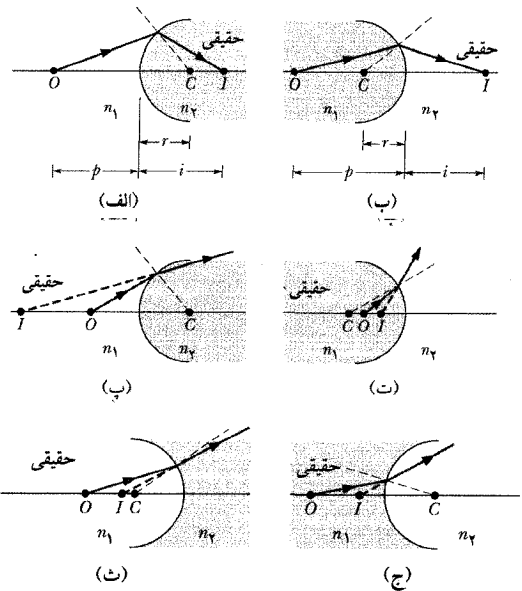 حقیقی
حقیقی
O
C
I
O
C
I
n۱
n۲
n۱
n۲
r
r
p
i
p
i
(الف)
(ب)
حقیقی
حقیقی
I
O
C
C
O
I
n۱
n۲
n۱
n۲
(پ)
(ت)
حقیقی
حقیقی
O
I
C
O
I
C
n۱
n۲
n۱
n۲
(ث)
(ج)